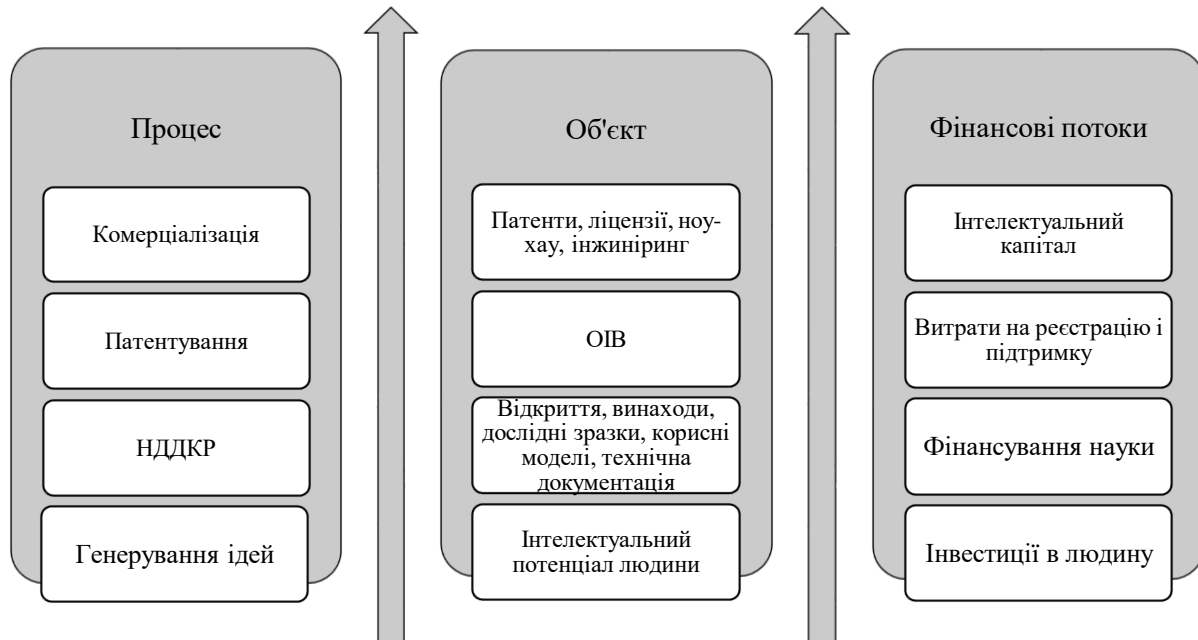 Процес
Комерціалізація
Патентування
НДДКР
Генерування ідей
Об'єкт
Патенти, ліцензії, ноу-
хау, інжиніринг
ОІВ
Відкриття, винаходи,
дослідні зразки, корисні
моделі, технічна
документація
Інтелектуальний
потенціал людини
Фінансові потоки
Інтелектуальний
капітал
Витрати на реєстрацію і
підтримку
Фінансування науки
Інвестиції в людину